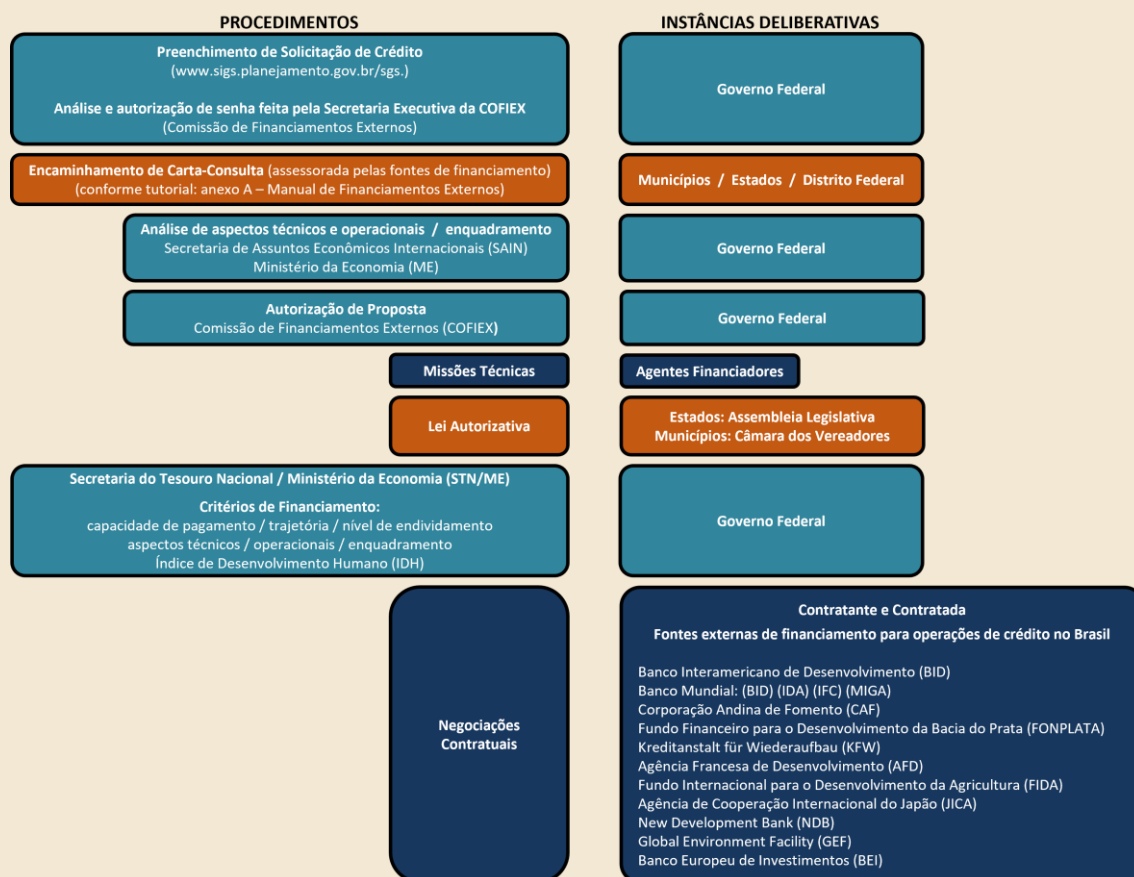 PROCEDIMENTOS
INSTÂNCIAS DELIBERATIVAS
Preenchimento de Solicitação de Crédito
(www.sigs.planejamento.gov.br/sgs.)
Análise e autorização de senha feita pela Secretaria Executiva da COFIEX
(Comissão de Financiamentos Externos)
Governo Federal
Encaminhamento de Carta-Consulta (assessorada pelas fontes de financiamento)
(conforme tutorial: anexo A – Manual de Financiamentos Externos)
Municípios / Estados / Distrito Federal
Análise de aspectos técnicos e operacionais / enquadramento
Secretaria de Assuntos Econômicos Internacionais (SAIN)
Ministério da Economia (ME)
Governo Federal
Autorização de Proposta
Comissão de Financiamentos Externos (COFIEX)
Governo Federal
Missões Técnicas
Agentes Financiadores
Lei Autorizativa
Estados: Assembleia Legislativa
Municípios: Câmara dos Vereadores
Secretaria do Tesouro Nacional / Ministério da Economia (STN/ME)
Critérios de Financiamento:
capacidade de pagamento / trajetória / nível de endividamento
aspectos técnicos / operacionais / enquadramento
Índice de Desenvolvimento Humano (IDH)
Governo Federal
Negociações
Contratuais
Contratante e Contratada
Fontes externas de financiamento para operações de crédito no Brasil
Banco Interamericano de Desenvolvimento (BID)
Banco Mundial: (BID) (IDA) (IFC) (MIGA)
Corporação Andina de Fomento (CAF)
Fundo Financeiro para o Desenvolvimento da Bacia do Prata (FONPLATA)
Kreditanstalt für Wiederaufbau (KFW)
Agência Francesa de Desenvolvimento (AFD)
Fundo Internacional para o Desenvolvimento da Agricultura (FIDA)
Agência de Cooperação Internacional do Japão (JICA)
New Development Bank (NDB)
Global Environment Facility (GEF)
Banco Europeu de Investimentos (BEI)